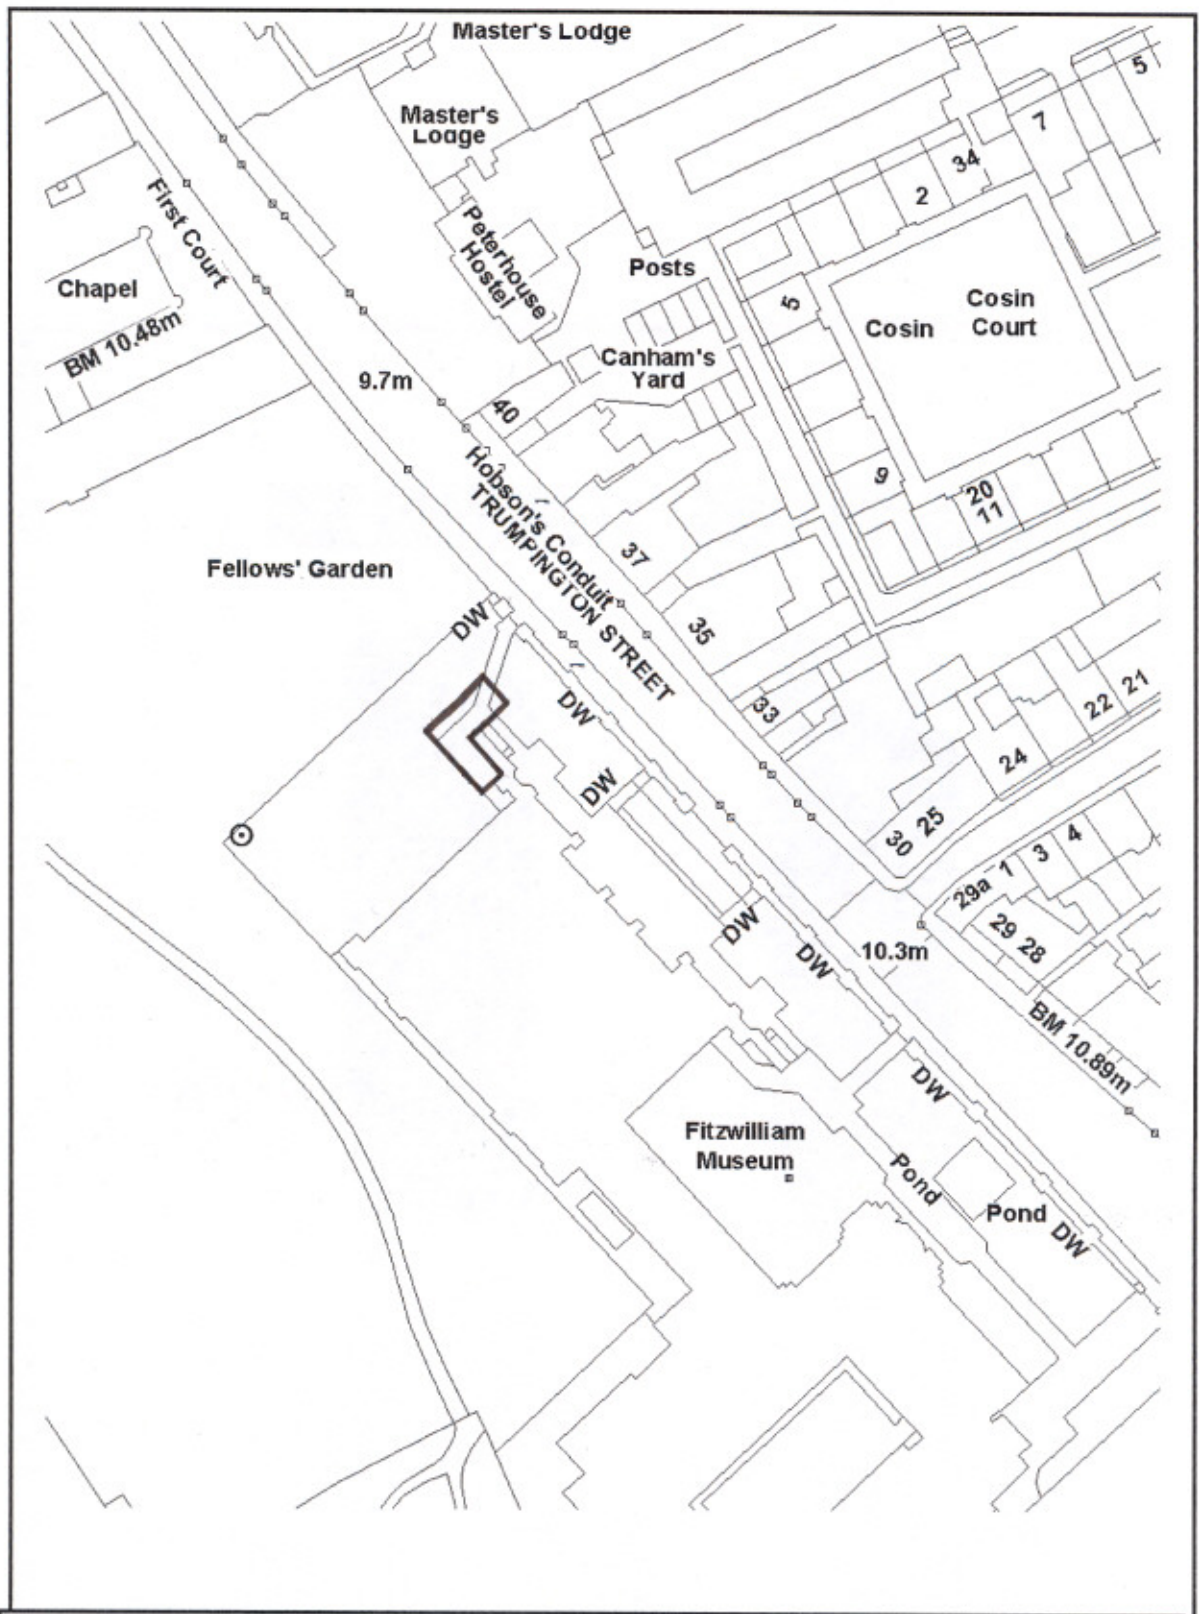 Master's Lodge
5
Master's
Lodge
7
34
2
First Court
Peterhouse
Hostel
Posts
Chapel
5
Cosin
Court
Cosin
BM 10.48m
Canham's
Yard
9.7m
40
9
20
11
Hobson's Conduit
TRUMPINGTON STREET
37
Fellows' Garden
DW
35
33
DW
21
22
24
DW
25
30
4
3
1
29a
29 28
DW
DW
10.3m
BM 10.89m
DW
Fitzwilliam
Museum
Pond
Pond
DW